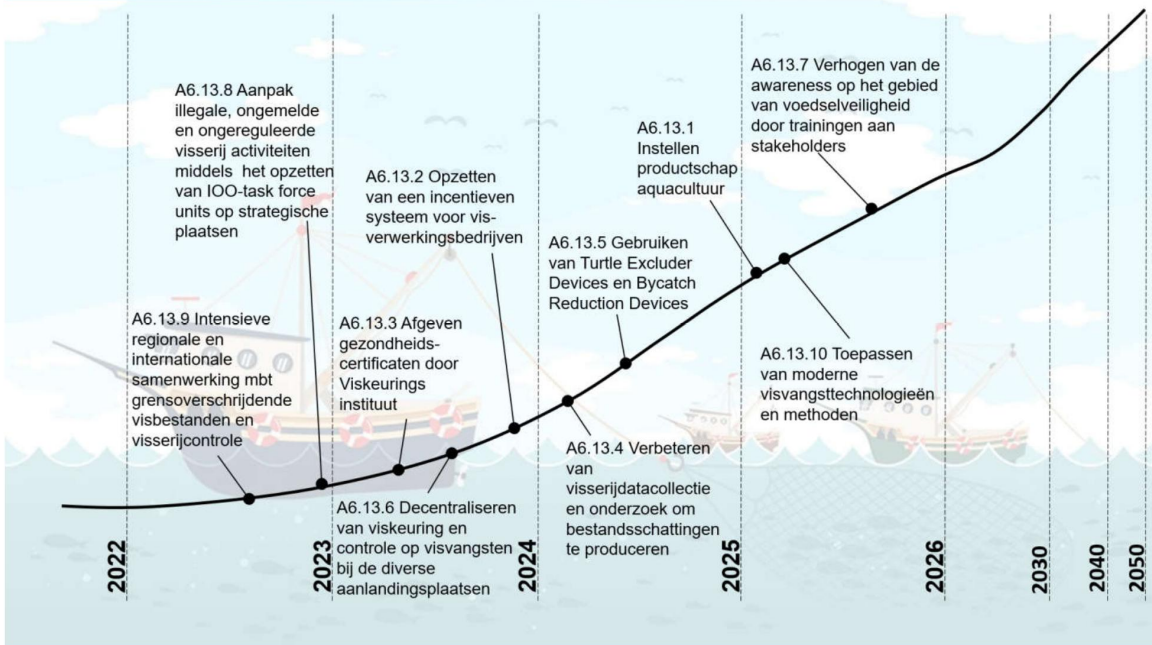 A6.13.8 Aanpak
illegale, ongemelde
en ongereguleerde
visserij activiteiten
middels het opzetten
van IOO-task force
units op strategische
plaatsen
A6.13.9 Intensieve
regionale en
internationale
samenwerking mbt
grensoverschrijdende
visbestanden en
visserijcontrole
A6.13.2 Opzetten
van een incentieven
systeem voor vis-
verwerkingsbedrijven
A6.13.3 Afgeven
gezondheids-
certificaten door
Viskeurings
instituut
A6.13.6 Decentraliseren
van viskeuring en
controle op visvangsten
bij de diverse
aanlandingsplaatsen
A6.13.5 Gebruiken
van Turtle Excluder
Devices en Bycatch
Reduction Devices
A6.13.4 Verbeteren
van
visserijdatacollectie
en onderzoek om
bestandsschattingen
te produceren
A6.13.1
Instellen
productschap
aquacultuur
A6.13.7 Verhogen van de
awareness op het gebied
van voedselveiligheid
door trainingen aan
stakeholders
A6.13.10 Toepassen
van moderne
visvangsttechnologieën
en methoden
2022
2023
2024
2025
2026
2030
2040
2050